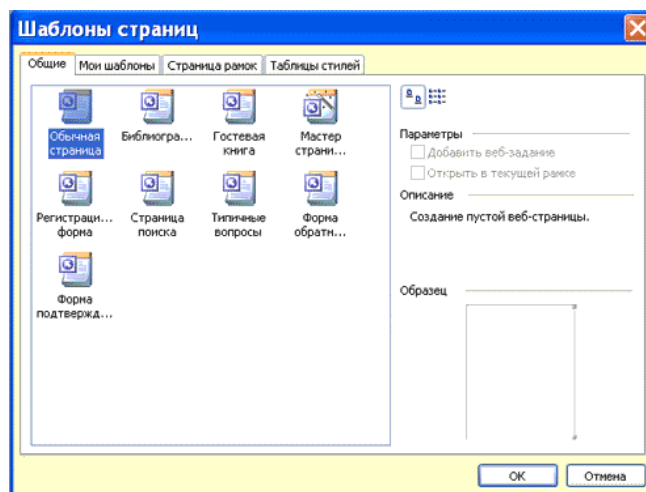 Шаблоны страниц
Общие Мои шаблоны Страница рамок Таблицы стилей
Обычная страница
Библиогра...
Гостевая книга
Мастер страни...
Регистраци... форма
Страница поиска
Типичные вопросы
Форма обратн...
Форма подтвержд...
Параметры
Добавить веб-задание
Открыть в текущей рамке
Описание
Создание пустой веб-страницы.
Образец
OK Отмена